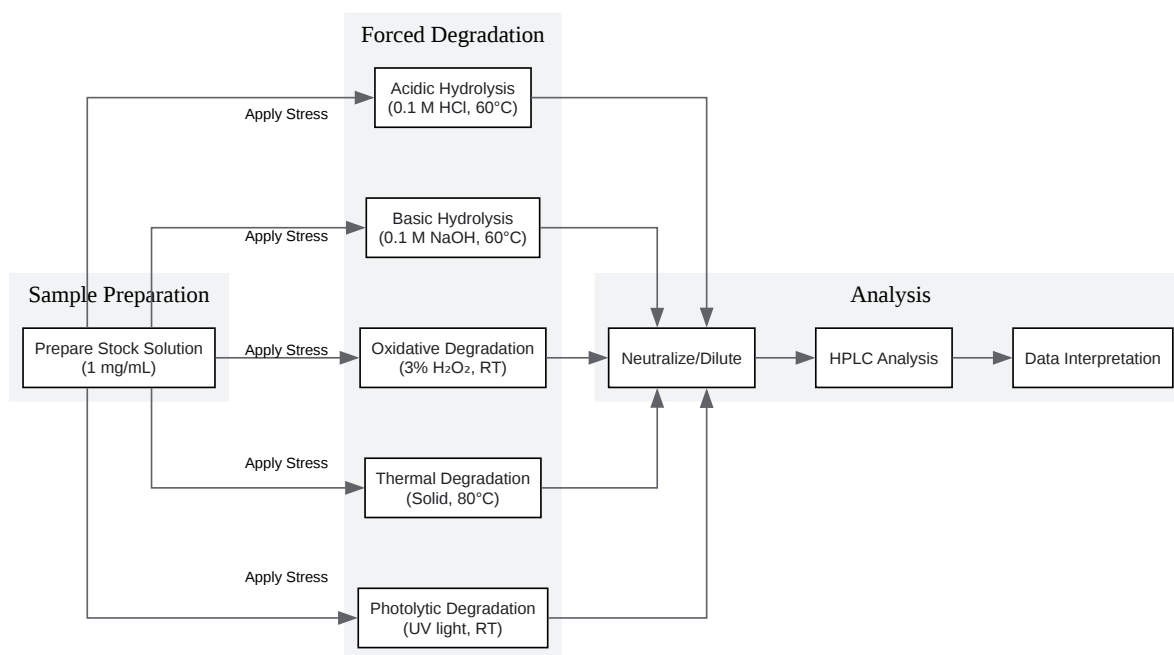 Forced Degradation
Acidic Hydrolysis
(0.1 M HCl, 60°C)
Apply Stress
Basic Hydrolysis
(0.1 M NaOH, 60°C)
Apply Stress
Sample Preparation
Analysis
Prepare Stock Solution
(1 mg/mL)
Apply Stress
Oxidative Degradation
(3% H₂O₂, RT)
Neutralize/Dilute
HPLC Analysis
Data Interpretation
Apply Stress
Thermal Degradation
(Solid, 80°C)
Apply Stress
Photolytic Degradation
(UV light, RT)